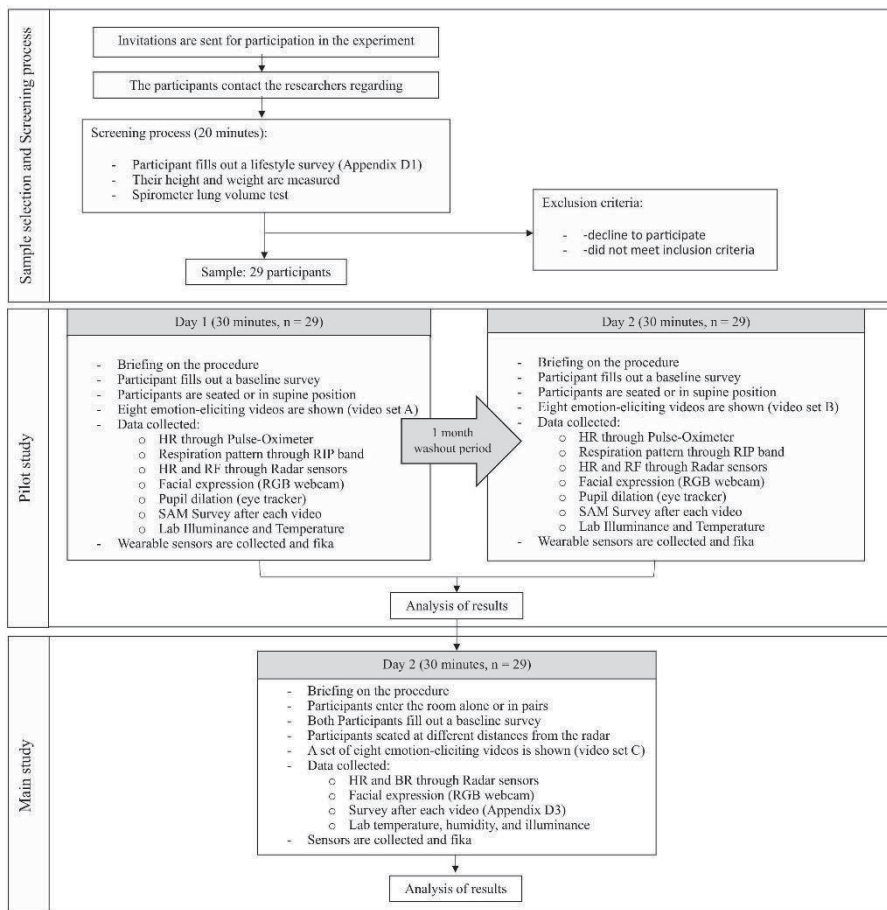 Sample selection and Screening process
Invitations are sent for participation in the experiment
The participants contact the researchers regarding
Screening process (20 minutes):
- Participant fills out a lifestyle survey (Appendix D1)
- Their height and weight are measured
- Spirometer lung volume test
Exclusion criteria:
- -decline to participate
- -did not meet inclusion criteria
Sample: 29 participants
Pilot study
Day 1 (30 minutes, n = 29)
- Briefing on the procedure
- Participant fills out a baseline survey
- Participants are seated or in supine position
- Eight emotion-eliciting videos are shown (video set A)
- Data collected:
o HR through Pulse-Oximeter
o Respiration pattern through RIP band
o HR and RF through Radar sensors
o Facial expression (RGB webcam)
o Pupil dilation (eye tracker)
o SAM Survey after each video
o Lab Illuminance and Temperature
- Wearable sensors are collected and fika
1 month
washout period
Day 2 (30 minutes, n = 29)
- Briefing on the procedure
- Participant fills out a baseline survey
- Participants are seated or in supine position
- Eight emotion-eliciting videos are shown (video set B)
- Data collected:
o HR through Pulse-Oximeter
o Respiration pattern through RIP band
o HR and RF through Radar sensors
o Facial expression (RGB webcam)
o Pupil dilation (eye tracker)
o SAM Survey after each video
o Lab Illuminance and Temperature
- Wearable sensors are collected and fika
Analysis of results
Main study
Day 2 (30 minutes, n = 29)
- Briefing on the procedure
- Participants enter the room alone or in pairs
- Both Participants fill out a baseline survey
- Participants seated at different distances from the radar
- A set of eight emotion-eliciting videos is shown (video set C)
- Data collected:
o HR and BR through Radar sensors
o Facial expression (RGB webcam)
o Survey after each video (Appendix D3)
o Lab temperature, humidity, and illuminance
- Sensors are collected and fika
Analysis of results